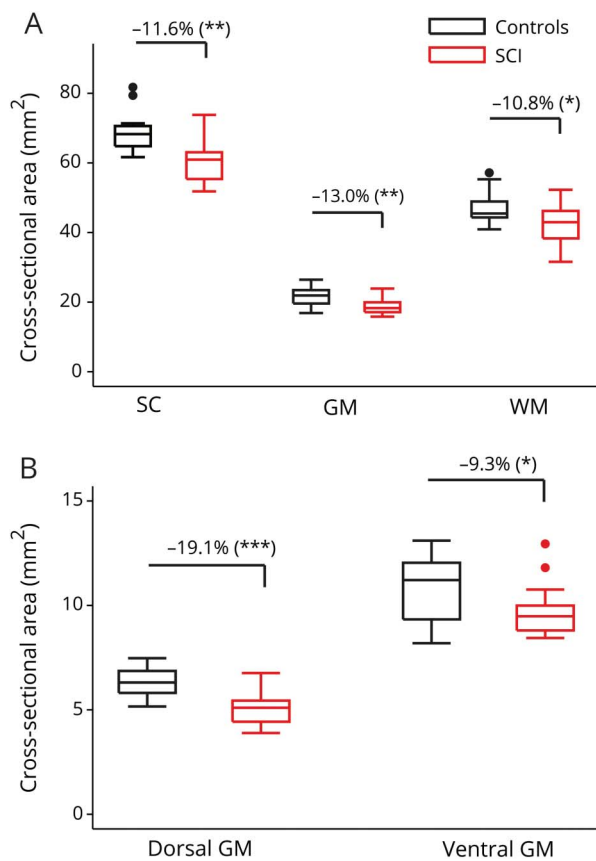 A
Controls
SCI
–11.6% (**)
–13.0% (**)
–10.8% (*)
Cross-sectional area (mm²)
80
60
40
20
0
SC GM WM
B
–19.1% (***)
–9.3% (*)
Cross-sectional area (mm²)
15
10
5
0
Dorsal GM Ventral GM